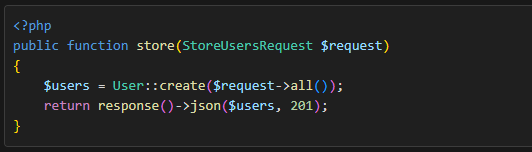 <?php
public function store(StoreUsersRequest $request)
{
    $users = User::create($request->all());
    return response()->json($users, 201);
}